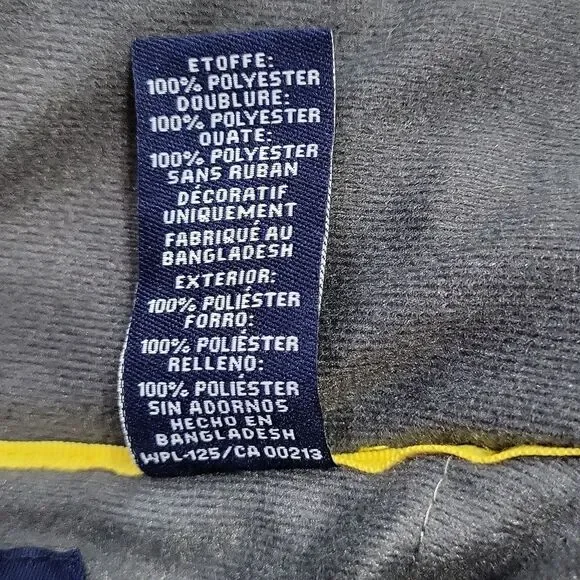 ETOFFE:
100% POLYESTER
DOUBLURE:
100% POLYESTER
OUATE:
100% POLYESTER
SANS RUBAN
DÉCORATIF
UNIQUEMENT
FABRIQUÉ AU
BANGLADESH
EXTERIOR:
100% POLIÉSTER
FORRO:
100% POLIÉSTER
RELLENO:
100% POLIÉSTER
SIN ADORNOS
HECHO EN
BANGLADESH
WPL-125/CA 00213